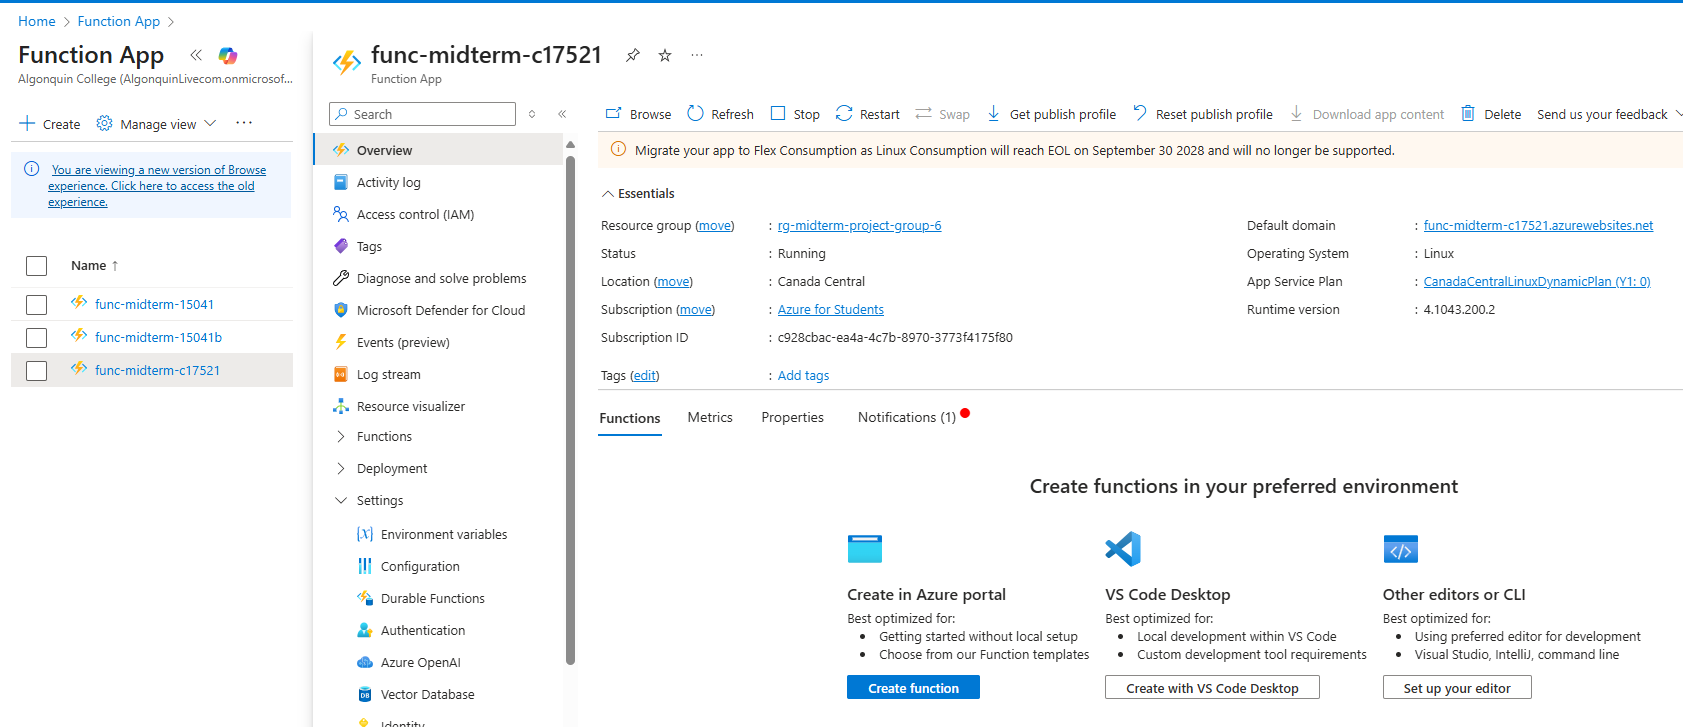 Home > Function App >
Function App
Algonquin College (AlgonquinLivecom.onmicrosof...
Create
Manage view
You are viewing a new version of Browse
experience. Click here to access the old
experience.
Name ↑
func-midterm-15041
func-midterm-15041b
func-midterm-c17521
func-midterm-c17521
Function App
Search
Overview
Activity log
Access control (IAM)
Tags
Diagnose and solve problems
Microsoft Defender for Cloud
Events (preview)
Log stream
Resource visualizer
Functions
Deployment
Settings
Environment variables
Configuration
Durable Functions
Authentication
Azure OpenAI
Vector Database
Identity
Browse Refresh Stop Restart Swap Get publish profile Reset publish profile Download app content Delete Send us your feedback
Migrate your app to Flex Consumption as Linux Consumption will reach EOL on September 30 2028 and will no longer be supported.
Essentials
Resource group (move) : rg-midterm-project-group-6
Status : Running
Location (move) : Canada Central
Subscription (move) : Azure for Students
Subscription ID : c928cbac-ea4a-4c7b-8970-3773f4175f80
Default domain : func-midterm-c17521.azurewebsites.net
Operating System : Linux
App Service Plan : CanadaCentralLinuxDynamicPlan (Y1: 0)
Runtime version : 4.1043.200.2
Tags (edit) : Add tags
Functions Metrics Properties Notifications (1)
Create functions in your preferred environment
Create in Azure portal
Best optimized for:
• Getting started without local setup
• Choose from our Function templates
Create function
VS Code Desktop
Best optimized for:
• Local development within VS Code
• Custom development tool requirements
Create with VS Code Desktop
Other editors or CLI
Best optimized for:
• Using preferred editor for development
• Visual Studio, IntelliJ, command line
Set up your editor